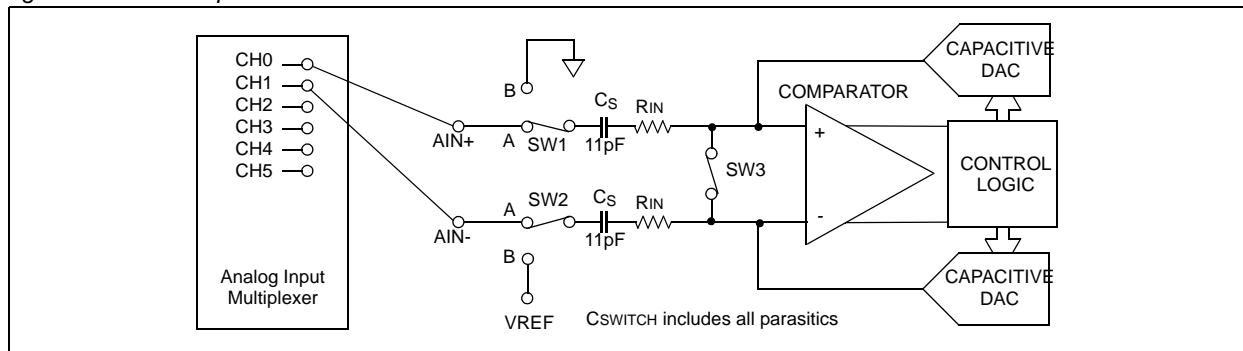 CH0
CH1
CH2
CH3
CH4
CH5
Analog Input
Multiplexer
AIN+
AIN-
B
A
SW1
CS
11pF
RIN
A
SW2
B
VREF
CS
11pF
RIN
SW3
COMPARATOR
+
-
CAPACITIVE
DAC
CONTROL
LOGIC
CAPACITIVE
DAC
CSWITCH includes all parasitics